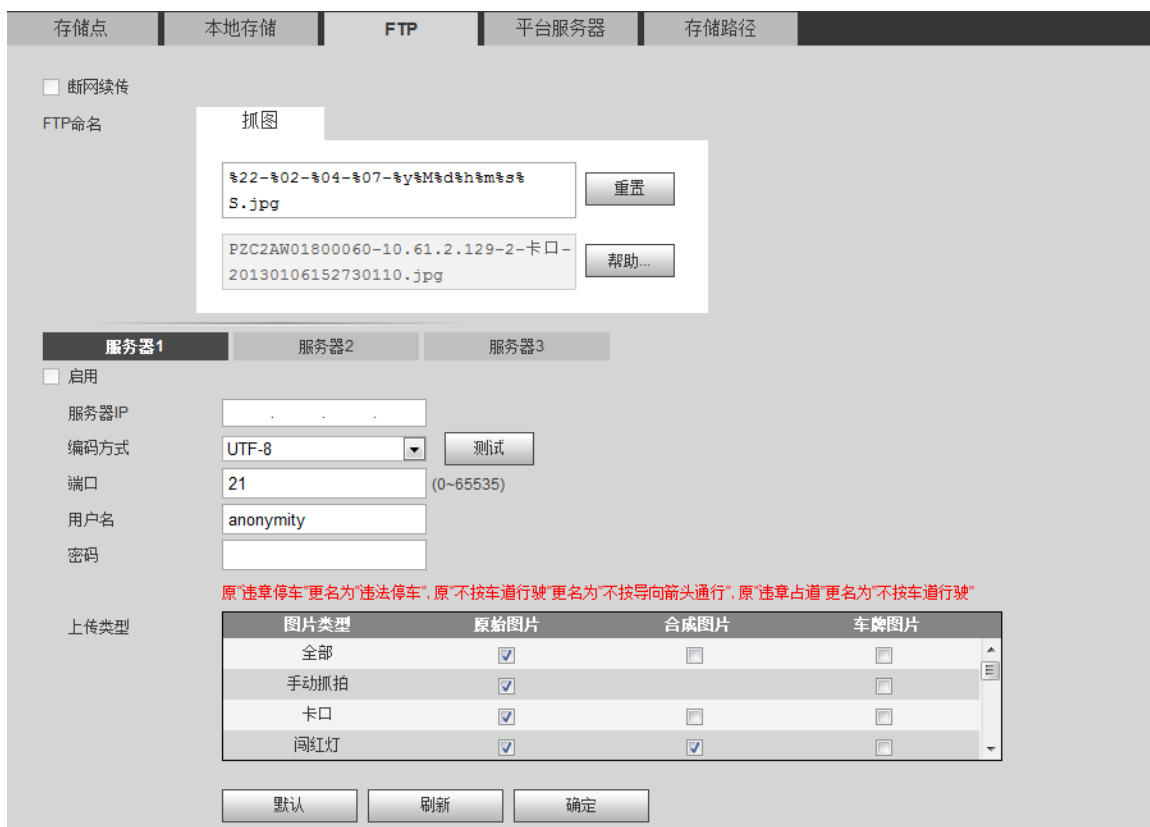 存储点 本地存储 FTP 平台服务器 存储路径
断网续传
FTP命名 抓图
%22-%02-%04-%07-%y%M%d%h%m%s%
S.jpg
重置
PZC2AW01800060-10.61.2.129-2-卡口-
20130106152730110.jpg
帮助...
服务器1 服务器2 服务器3
启用
服务器IP . . .
编码方式 UTF-8 测试
端口 21 (0~65535)
用户名 anonymity
密码
原"违章停车"更名为"违法停车", 原"不按车道行驶"更名为"不按导向箭头通行", 原"违章占道"更名为"不按车道行驶"
上传类型 图片类型 原始图片 合成图片 车牌图片
全部
手动抓拍
卡口
闯红灯
默认 刷新 确定